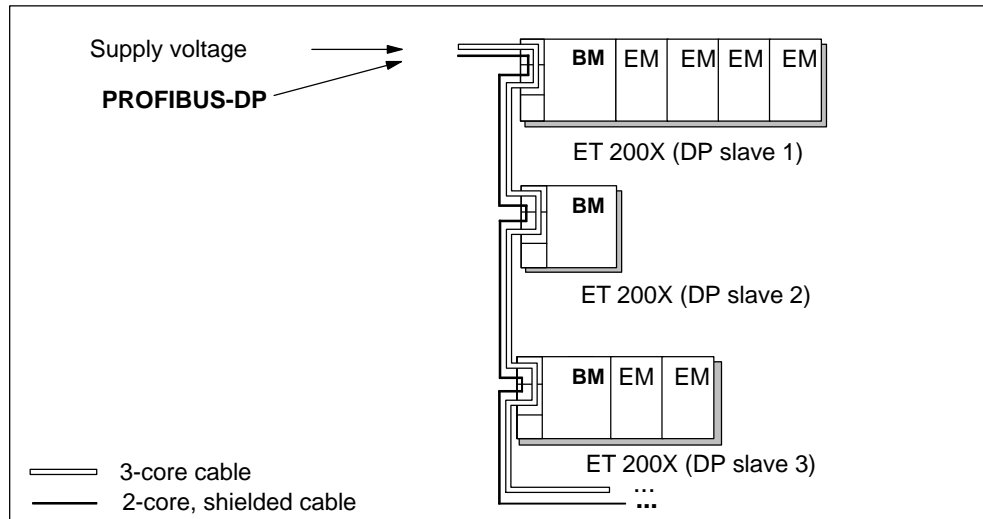 Supply voltage
PROFIBUS-DP
BM EM EM EM EM
ET 200X (DP slave 1)
BM
ET 200X (DP slave 2)
BM EM EM
ET 200X (DP slave 3)
3-core cable ...
2-core, shielded cable ...